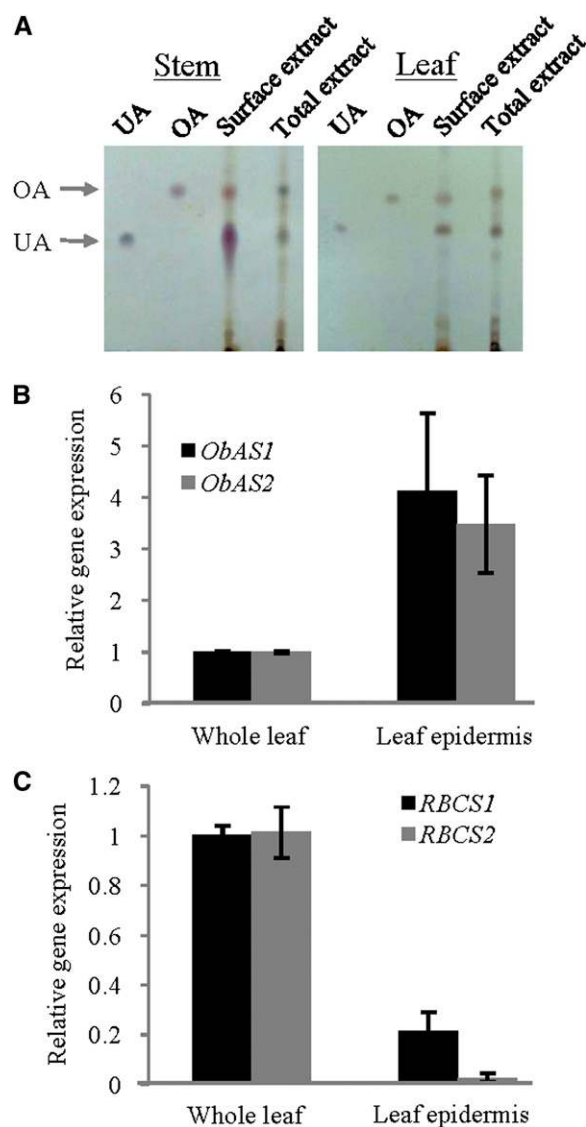 A
Stem
Leaf
UA
OA
Surface extract
Total extract
UA
OA
Surface extract
Total extract
OA
UA
B
Relative gene expression
6
5
4
3
2
1
0
ObAS1
ObAS2
Whole leaf
Leaf epidermis
C
Relative gene expression
1.2
1
0.8
0.6
0.4
0.2
0
RBCS1
RBCS2
Whole leaf
Leaf epidermis